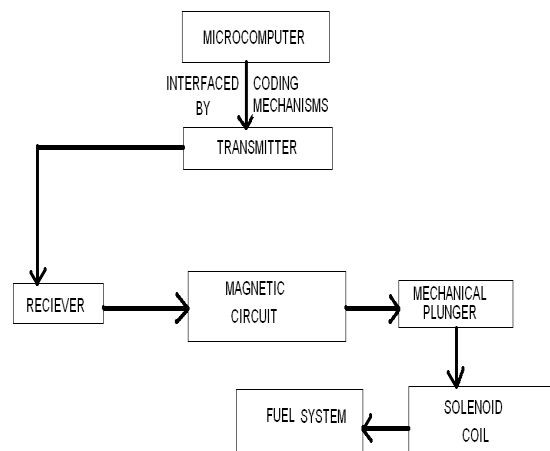 MICROCOMPUTER
INTERFACED BY
CODING MECHANISMS
TRANSMITTER
RECIEVER
MAGNETIC
CIRCUIT
MECHANICAL
PLUNGER
FUEL SYSTEM
SOLENOID
COIL